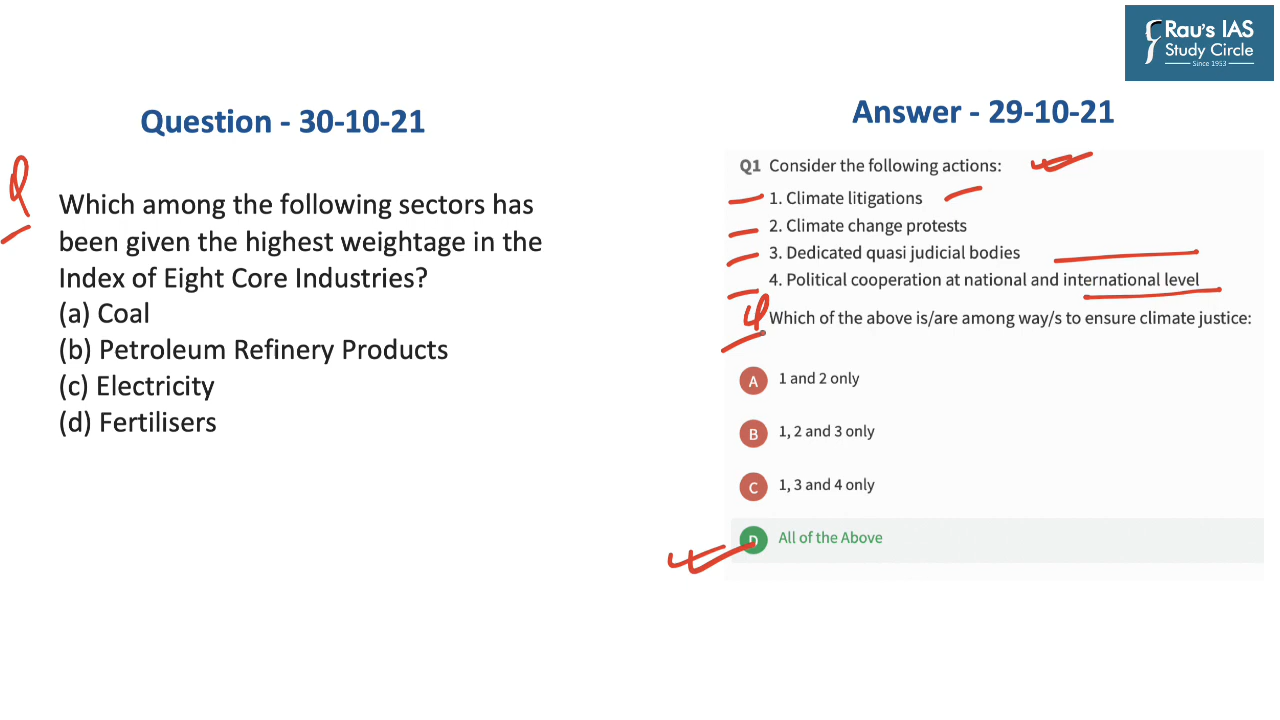 Rau's IAS
Study Circle
Since 1953
Question - 30-10-21
Q
Which among the following sectors has
been given the highest weightage in the
Index of Eight Core Industries?
(a) Coal
(b) Petroleum Refinery Products
(c) Electricity
(d) Fertilisers
Answer - 29-10-21
Q1 Consider the following actions:
1. Climate litigations
2. Climate change protests
3. Dedicated quasi judicial bodies
4. Political cooperation at national and international level
Q
Which of the above is/are among way/s to ensure climate justice:
A 1 and 2 only
B 1, 2 and 3 only
C 1, 3 and 4 only
D All of the Above